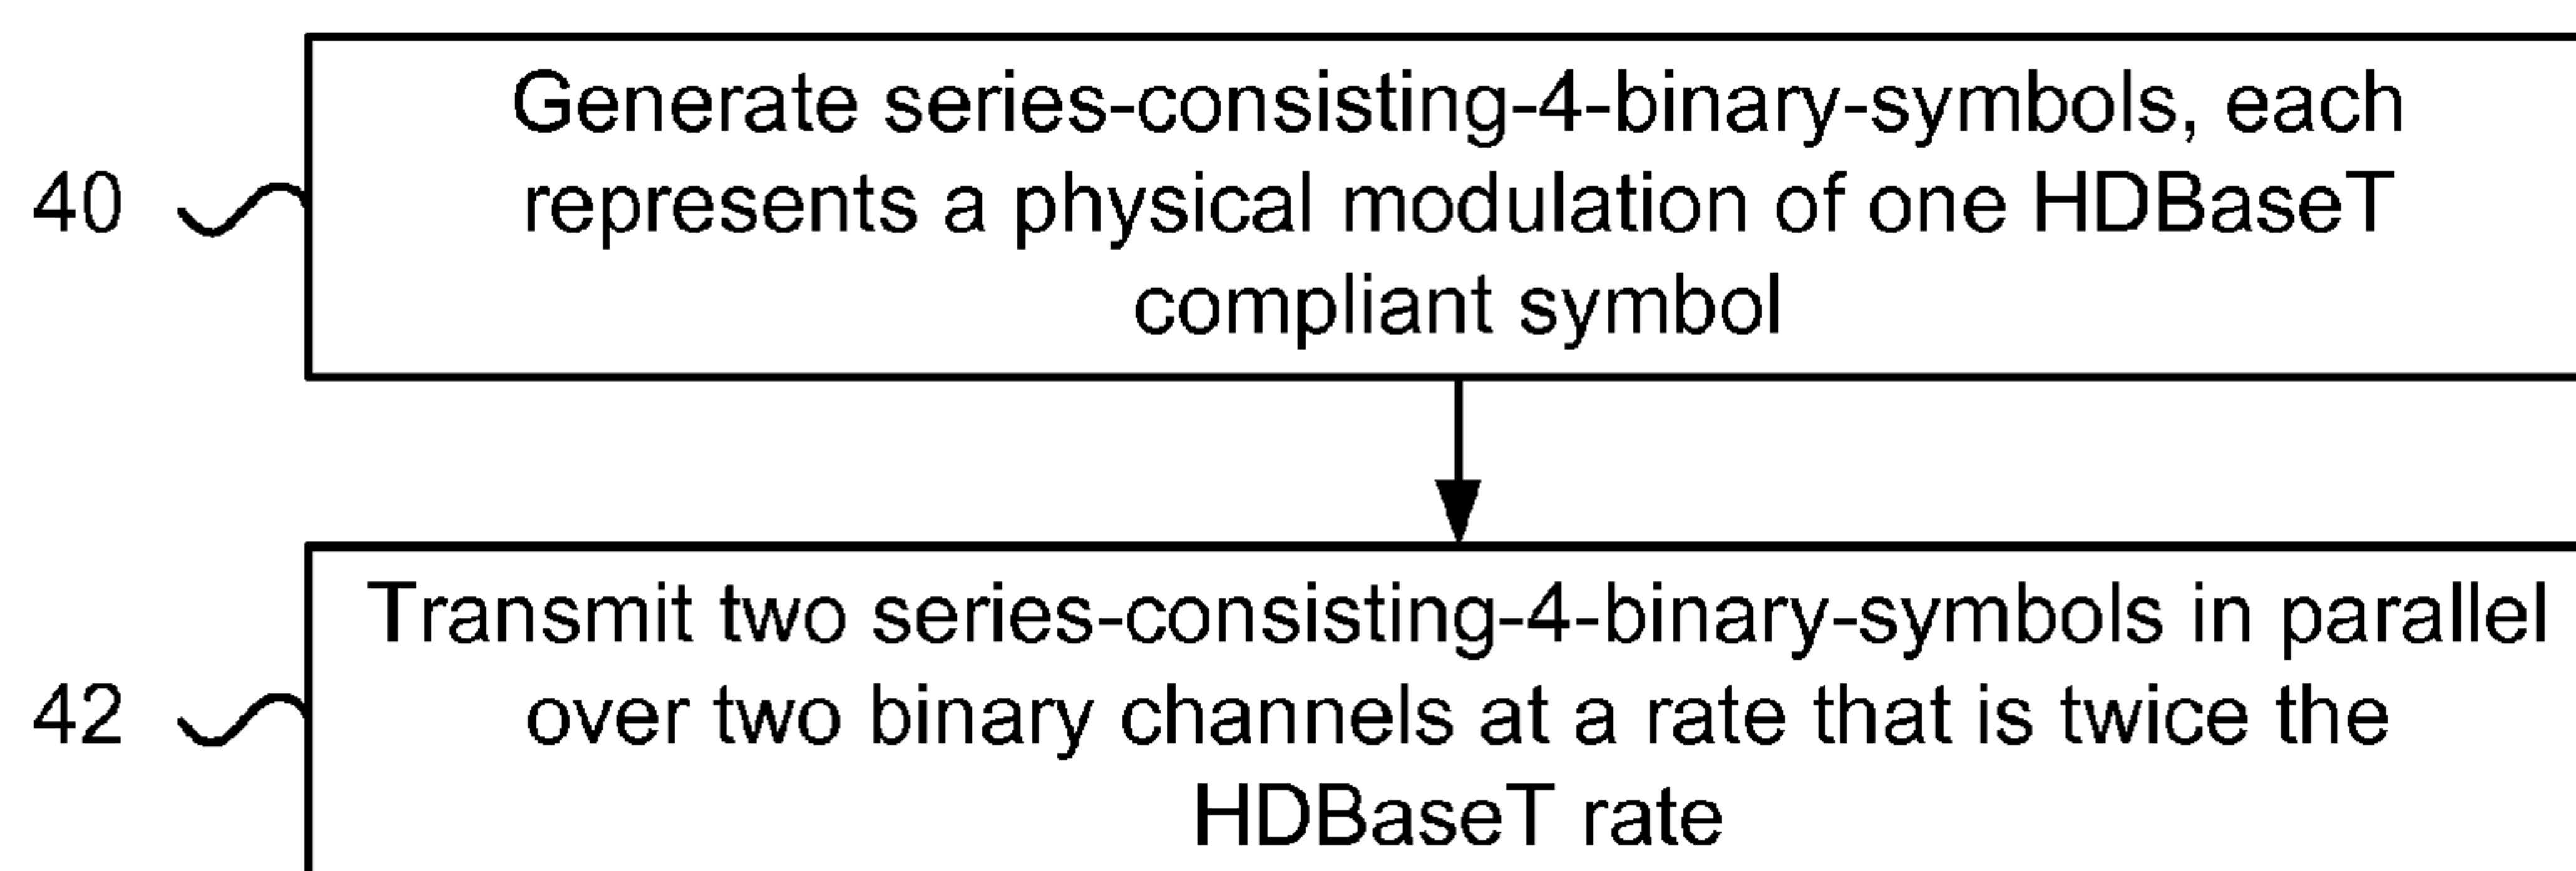 Generate series-consisting-4-binary-symbols, each
40
represents a physical modulation of one HDBaseT
compliant symbol
Transmit two series-consisting-4-binary-symbols in parallel
42
over two binary channels at a rate that is twice the
HDBaseT rate